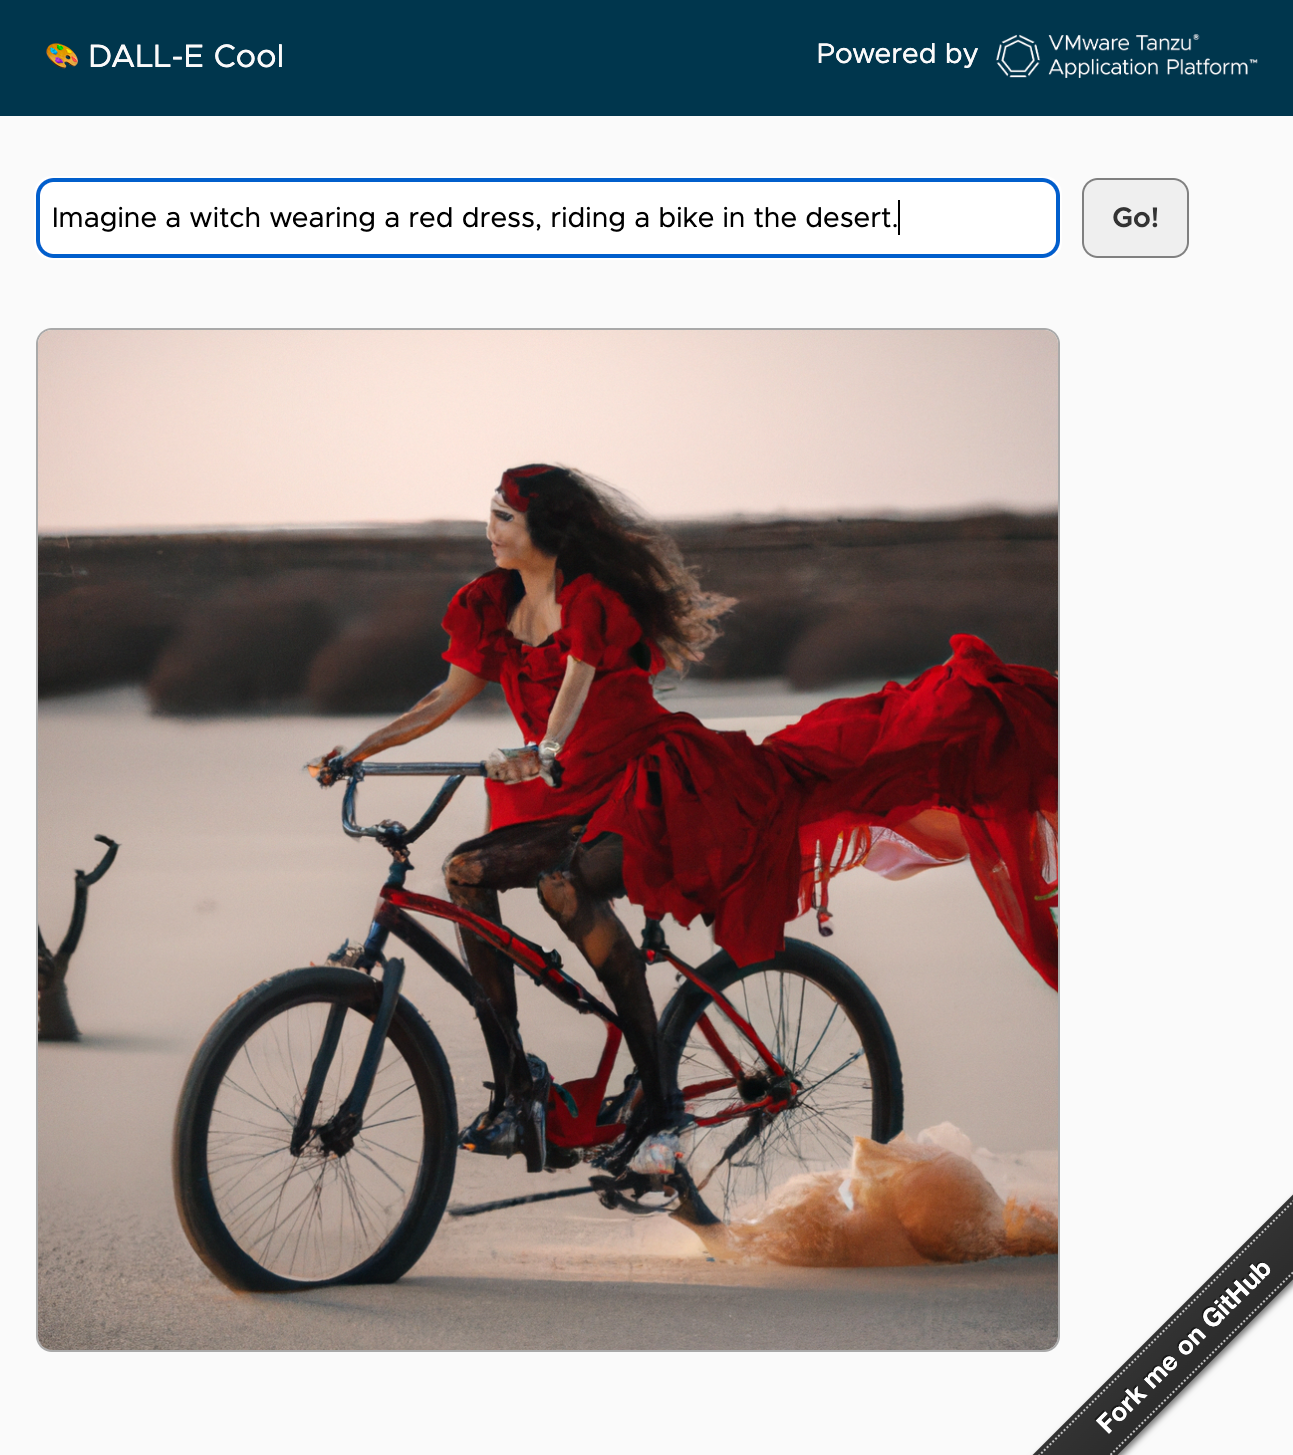 DALL-E Cool
Powered by
VMware Tanzu®
Application Platform™
Imagine a witch wearing a red dress, riding a bike in the desert.
Go!
Fork me on GitHub